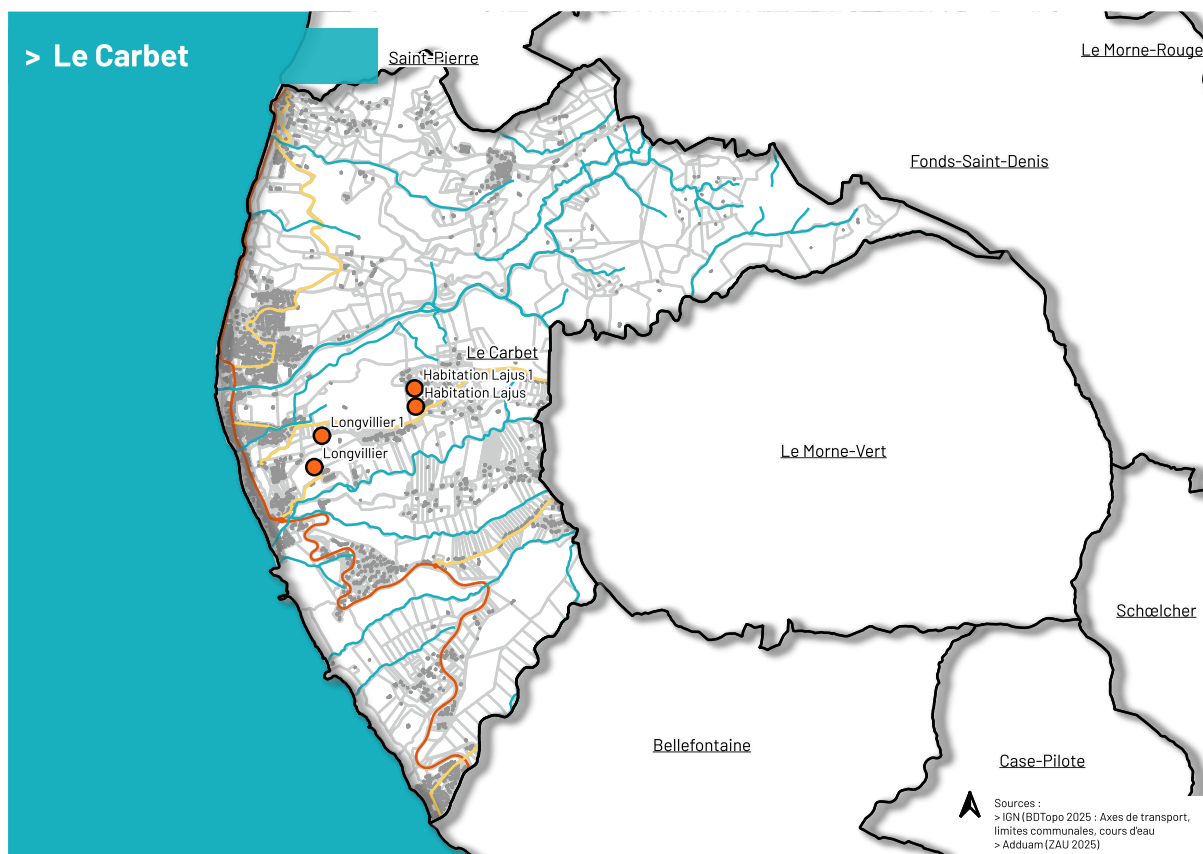 > Le Carbet
Saint-Pierre
Le Morne-Rouge
Fonds-Saint-Denis
Le Carbet
Habitation Lajus 1
Habitation Lajus
Longvillier 1
Longvillier
Le Morne-Vert
Schœlcher
Bellefontaine
Case-Pilote
Sources :
> IGN (BDTopo 2025 : Axes de transport,
limites communales, cours d'eau
> Adduam (ZAU 2025)